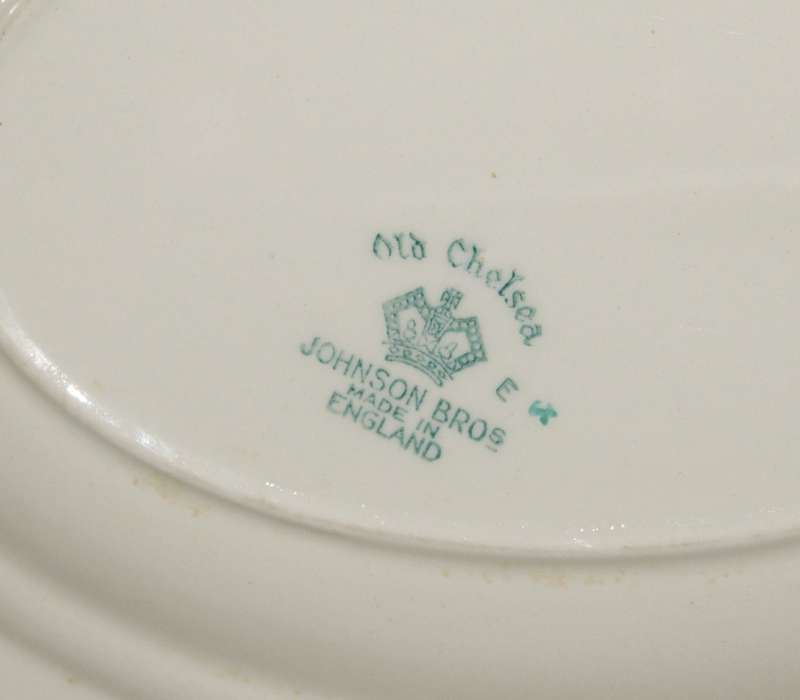 Old Chelsea
JOHNSON BROS
MADE IN
ENGLAND
E